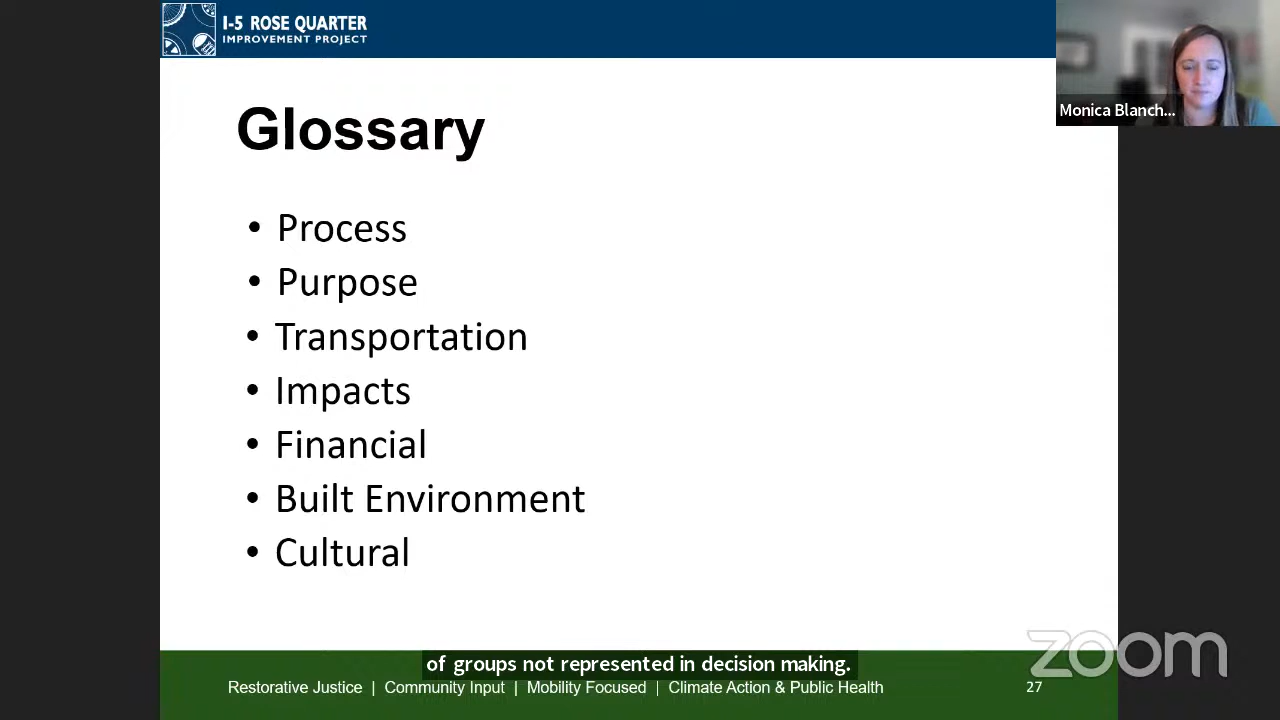 I-5 ROSE QUARTER
IMPROVEMENT PROJECT
Monica Blanch...
Glossary
• Process
• Purpose
• Transportation
• Impacts
• Financial
• Built Environment
• Cultural
of groups not represented in decision making.
Restorative Justice | Community Input | Mobility Focused | Climate Action & Public Health
27
zoom